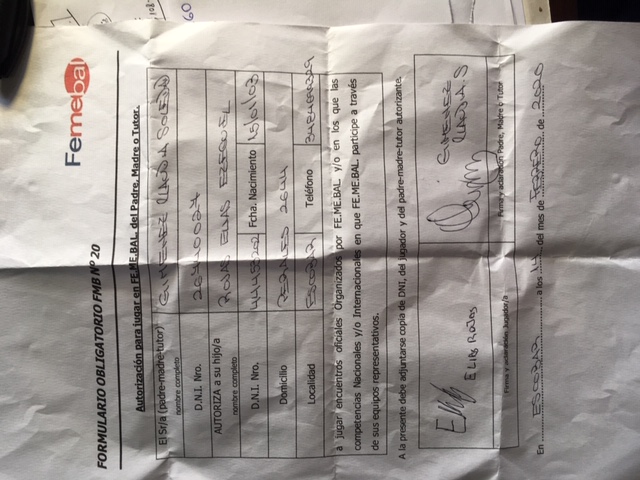 Femebal
FORMULARIO OBLIGATORIO FMB Nº 20
Autorización para jugar en FE.ME.BAL. del Padre, Madre o Tutor.
El Sr/a (padre-madre-tutor) GIMENEZ
nombre completo
D.N.I. Nro.
AUTORIZA a su hijo/a ROJAS ELIAS EZEQUIEL
nombre completo
D.N.I. Nro. Fcha. Nacimiento
Domicilio 2644
Localidad ESCOBAR Teléfono
a jugar encuentros oficiales Organizados por FE.ME.BAL y/o en los que las
competencias Nacionales y/o Internacionales en que FE.ME.BAL participe a través
de sus equipos representativos.
A la presente debe adjuntarse copia de DNI, del jugador y del padre-madre-tutor autorizante.
ELIAS ROJAS
GIMENEZ
Firma y aclaración Jugador/a
Firma y aclaración Padre, Madre o Tutor
En ESCOBAR a los del mes de FEBRERO de 2020
60